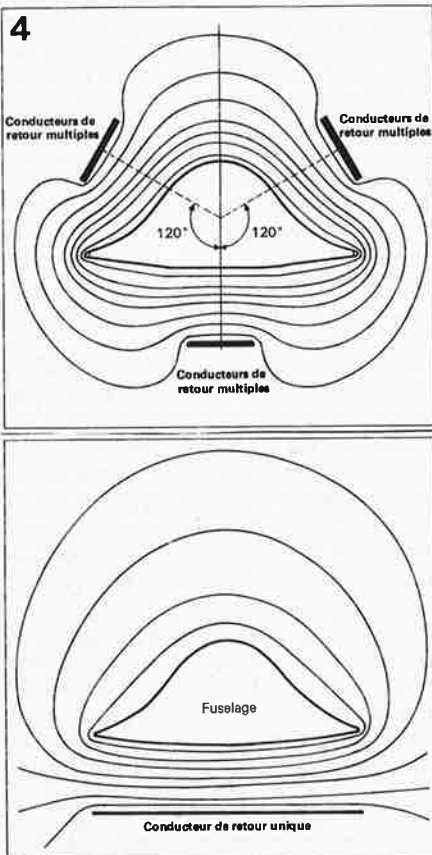 4
Conducteurs de
retour multiples
Conducteurs de
retour multiples
120°
120°
Conducteurs de
retour multiples
Fuselage
Conducteur de retour unique